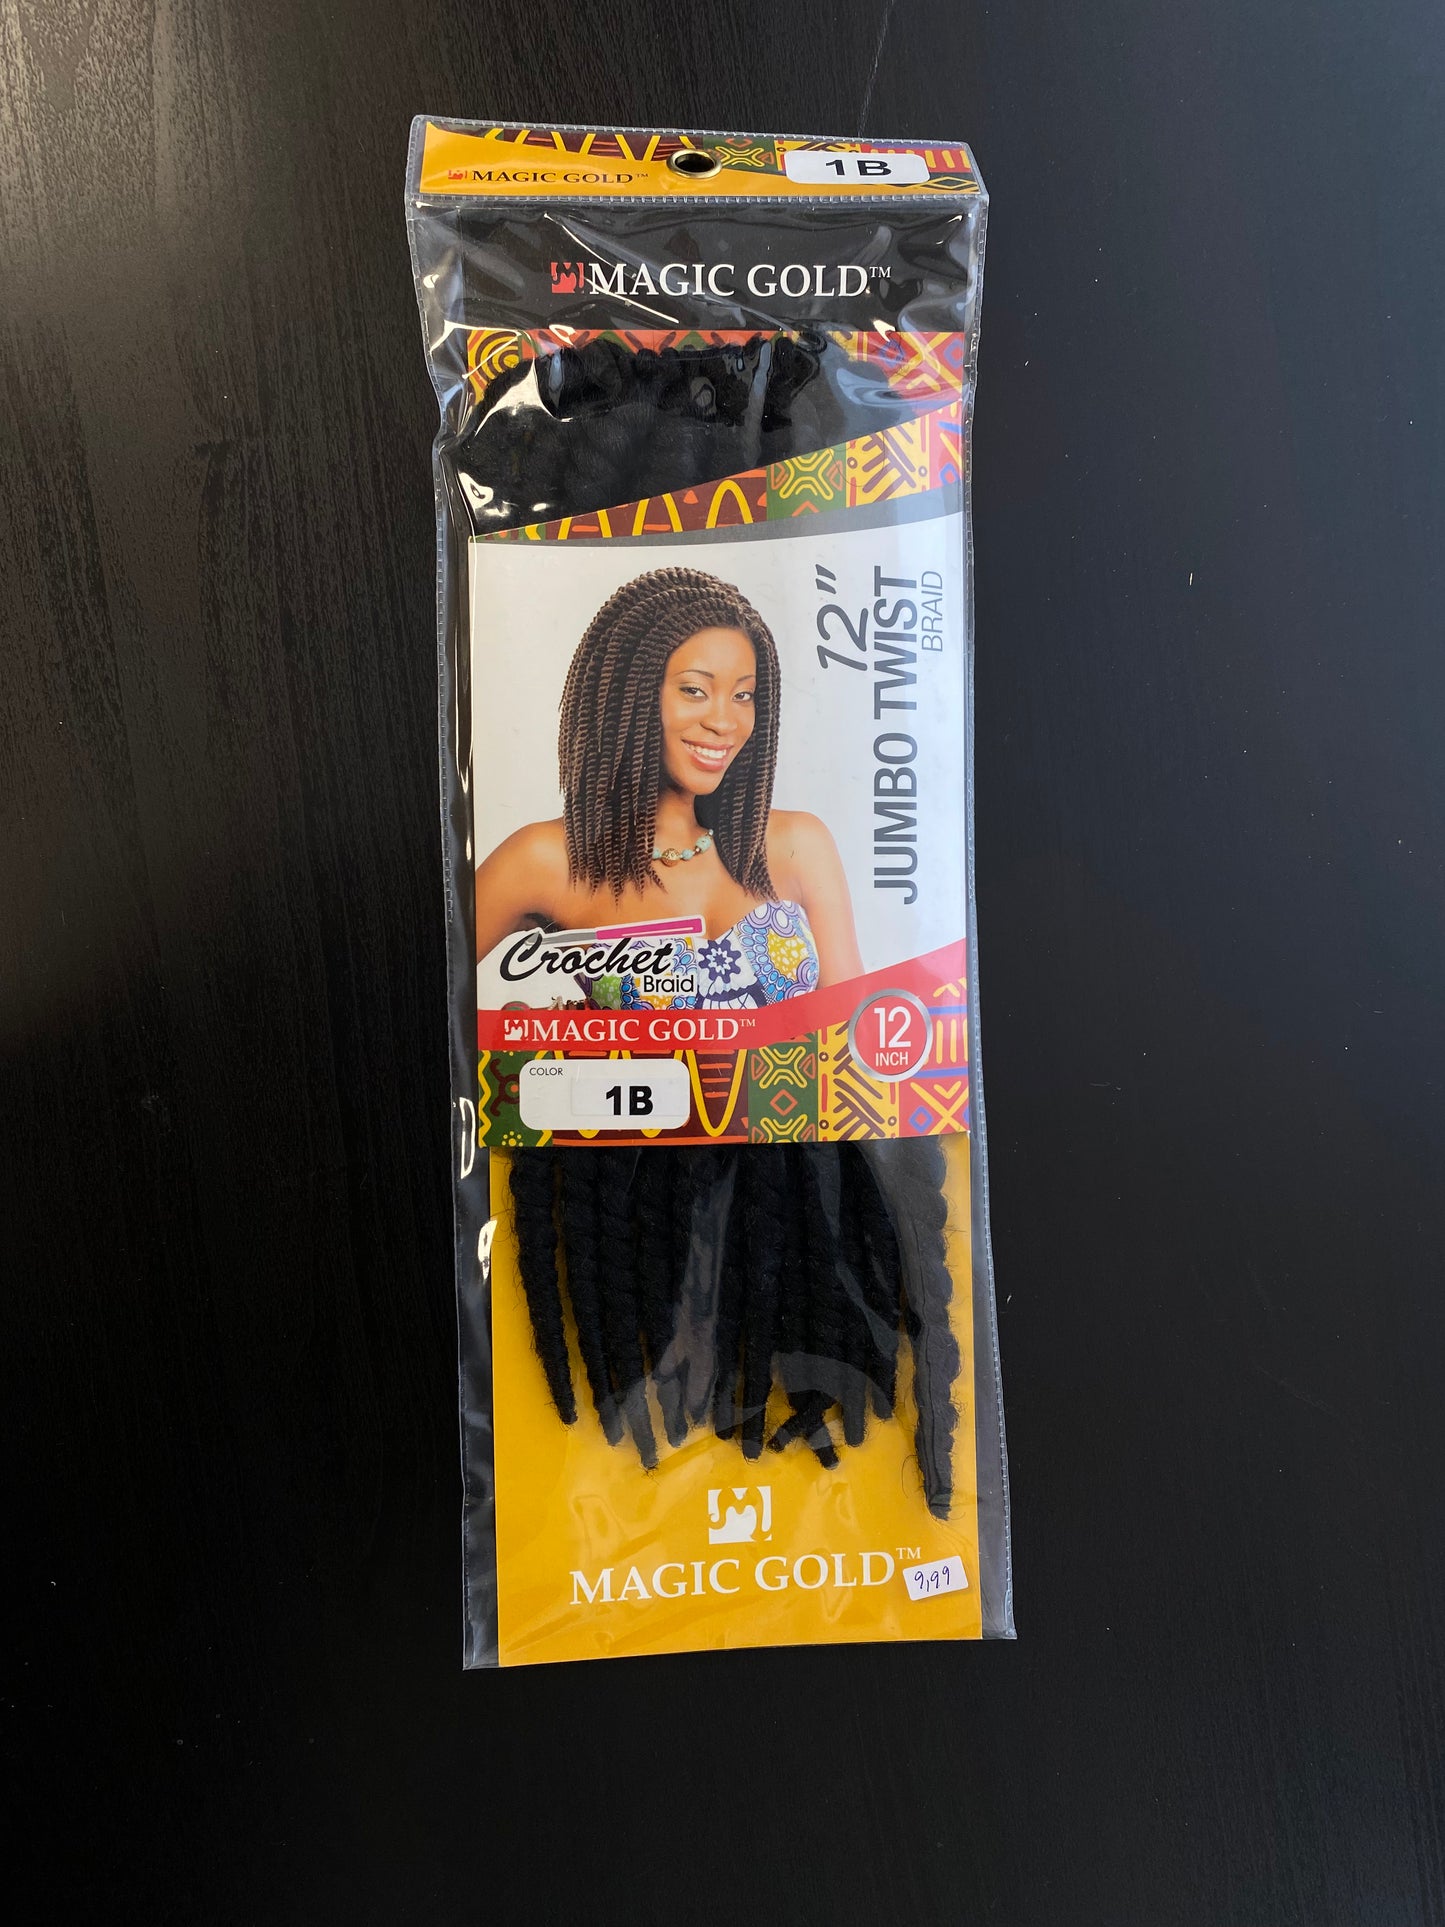 MAGIC GOLD™
1B
MAGIC GOLD™
12"
JUMBO TWIST
BRAID
Crochet
Braid
MAGIC GOLD™
12
INCH
COLOR
1B
MAGIC GOLD™
9,99